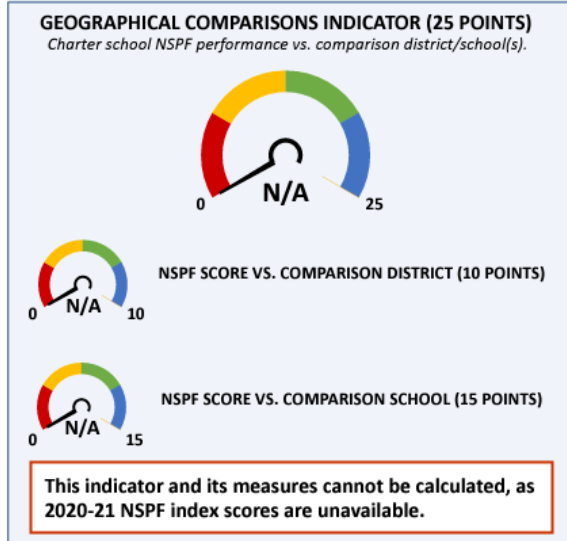 GEOGRAPHICAL COMPARISONS INDICATOR (25 POINTS)
Charter school NSPF performance vs. comparison district/school(s).
N/A
0 25
NSPF SCORE VS. COMPARISON DISTRICT (10 POINTS)
N/A
0 10
NSPF SCORE VS. COMPARISON SCHOOL (15 POINTS)
N/A
0 15
This indicator and its measures cannot be calculated, as
2020-21 NSPF index scores are unavailable.